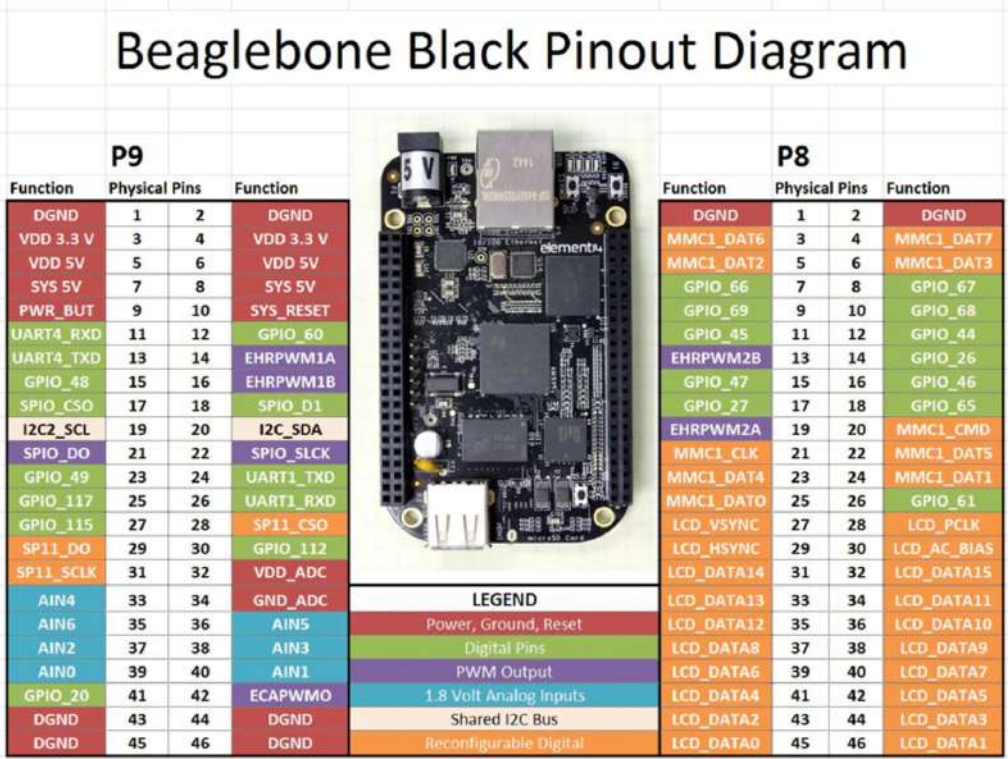 Beaglebone Black Pinout Diagram
P9
Function Physical Pins Function
DGND 1 2 DGND
VDD 3.3 V 3 4 VDD 3.3 V
VDD 5V 5 6 VDD 5V
SYS 5V 7 8 SYS 5V
PWR_BUT 9 10 SYS_RESET
UART4_RXD 11 12 GPIO_60
UART4_TXD 13 14 EHRPWM1A
GPIO_48 15 16 EHRPWM1B
SPIO_CSO 17 18 SPIO_D1
I2C2_SCL 19 20 I2C_SDA
SPIO_DO 21 22 SPIO_SLCK
GPIO_49 23 24 UART1_TXD
GPIO_117 25 26 UART1_RXD
GPIO_115 27 28 SP11_CSO
SP11_DO 29 30 GPIO_112
SP11_SCLK 31 32 VDD_ADC
AIN4 33 34 GND_ADC
AIN6 35 36 AIN5
AIN2 37 38 AIN3
AIN0 39 40 AIN1
GPIO_20 41 42 ECAPWMO
DGND 43 44 DGND
DGND 45 46 DGND
5 V
1442
10/100 Ethernet
element14
microSD Card
LEGEND
Power, Ground, Reset
Digital Pins
PWM Output
1.8 Volt Analog Inputs
Shared I2C Bus
Reconfigurable Digital
P8
Function Physical Pins Function
DGND 1 2 DGND
MMC1_DAT6 3 4 MMC1_DAT7
MMC1_DAT2 5 6 MMC1_DAT3
GPIO_66 7 8 GPIO_67
GPIO_69 9 10 GPIO_68
GPIO_45 11 12 GPIO_44
EHRPWM2B 13 14 GPIO_26
GPIO_47 15 16 GPIO_46
GPIO_27 17 18 GPIO_65
EHRPWM2A 19 20 MMC1_CMD
MMC1_CLK 21 22 MMC1_DAT5
MMC1_DAT4 23 24 MMC1_DAT1
MMC1_DATO 25 26 GPIO_61
LCD_VSYNC 27 28 LCD_PCLK
LCD_HSYNC 29 30 LCD_AC_BIAS
LCD_DATA14 31 32 LCD_DATA15
LCD_DATA13 33 34 LCD_DATA11
LCD_DATA12 35 36 LCD_DATA10
LCD_DATA8 37 38 LCD_DATA9
LCD_DATA6 39 40 LCD_DATA7
LCD_DATA4 41 42 LCD_DATA5
LCD_DATA2 43 44 LCD_DATA3
LCD_DATA0 45 46 LCD_DATA1